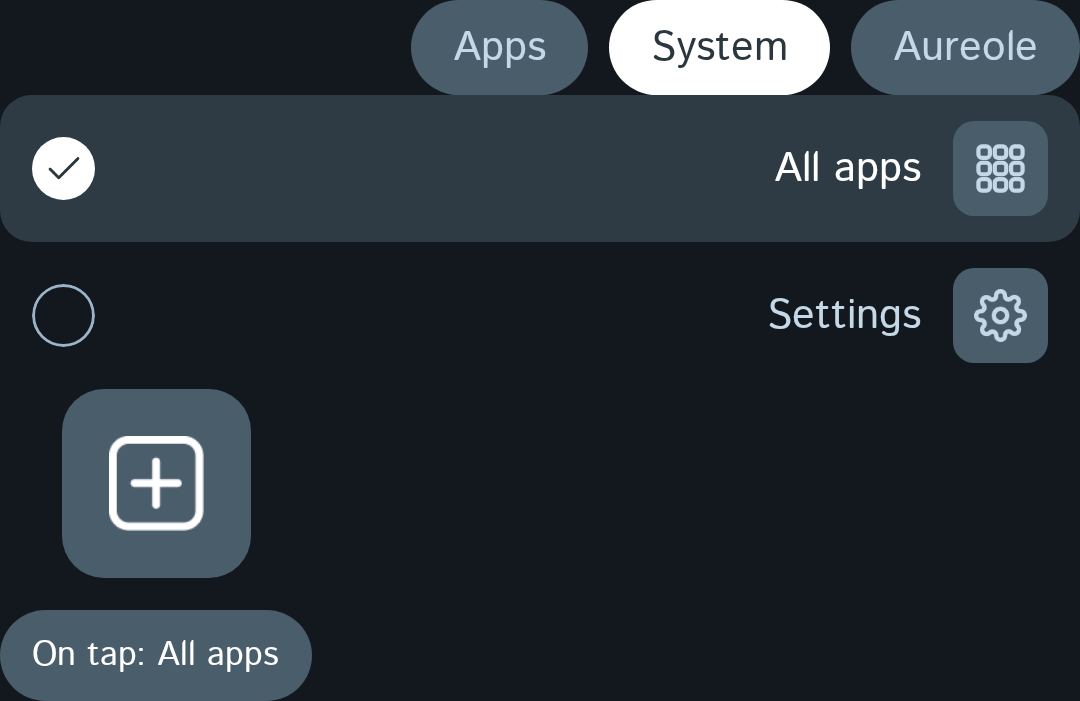 Apps
System
Aureole
All apps
Settings
On tap: All apps